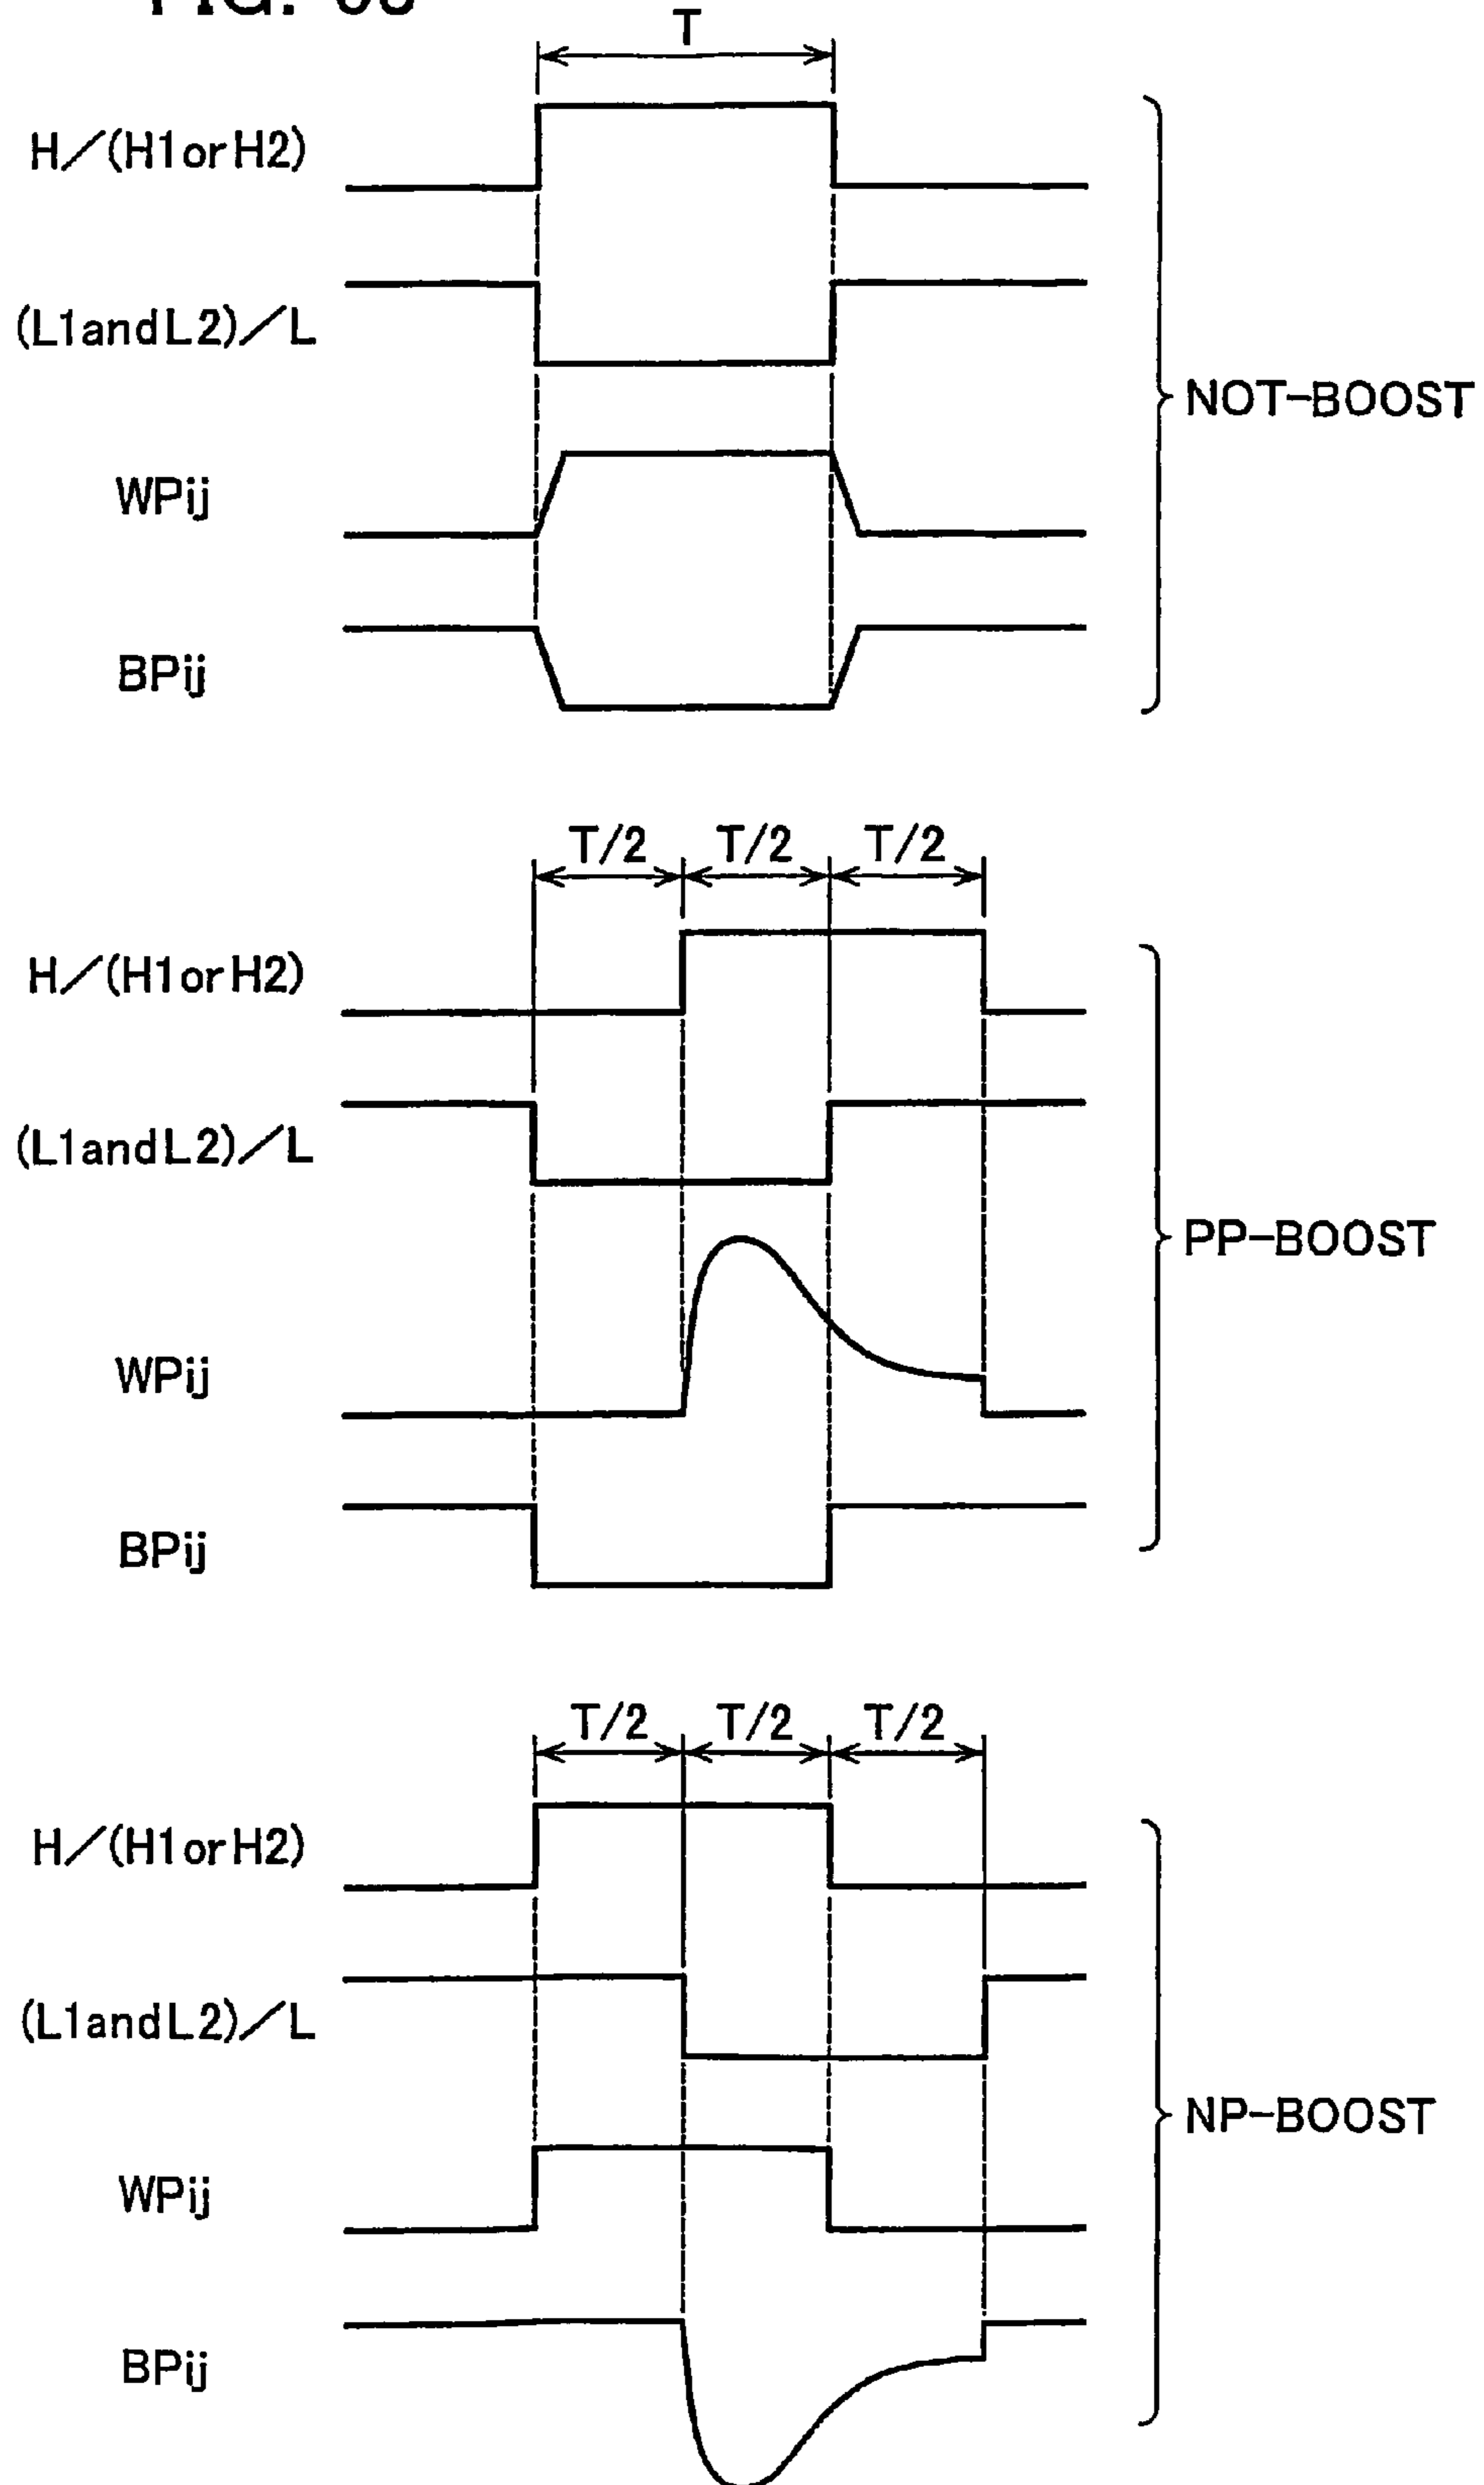 FIG.
T
H/(H1orH2)
(L1andL2)/L
WPij
BPij
NOT-BOOST
T/2 T/2 T/2
H/(H1orH2)
(L1andL2)/L
WPij
BPij
PP-BOOST
T/2 T/2 T/2
H/(H1orH2)
(L1andL2)/L
WPij
BPij
NP-BOOST